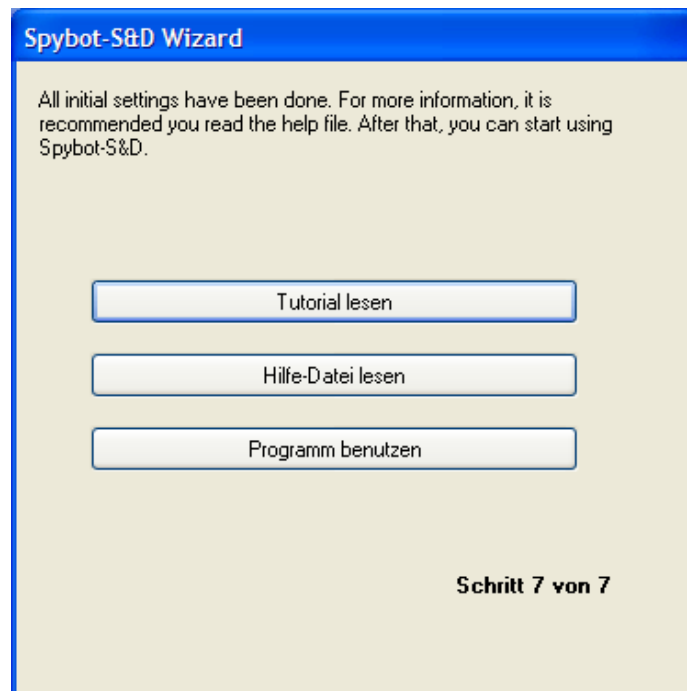 Spybot-S&D Wizard
All initial settings have been done. For more information, it is
recommended you read the help file. After that, you can start using
Spybot-S&D.
Tutorial lesen
Hilfe-Datei lesen
Programm benutzen
Schritt 7 von 7